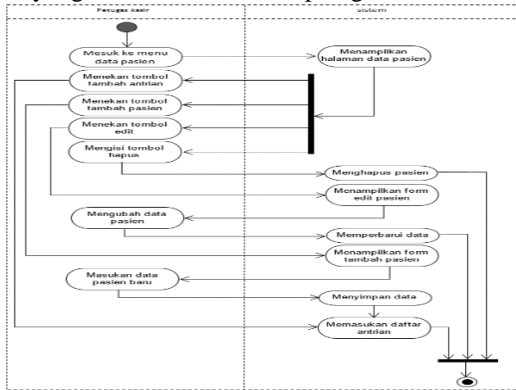 Petugas kasir
sistem
Masuk ke menu
data pasien
Menampilkan
halaman data pasien
Menekan tombol
tambah antrian
Menekan tombol
tambah pasien
Menekan tombol
edit
Mengisi tombol
hapus
Menghapus pasien
Menampilkan form
edit pasien
Mengubah data
pasien
Memperbarui data
Menampilkan form
tambah pasien
Masukan data
pasien baru
Menyimpan data
Memasukan daftar
antrian